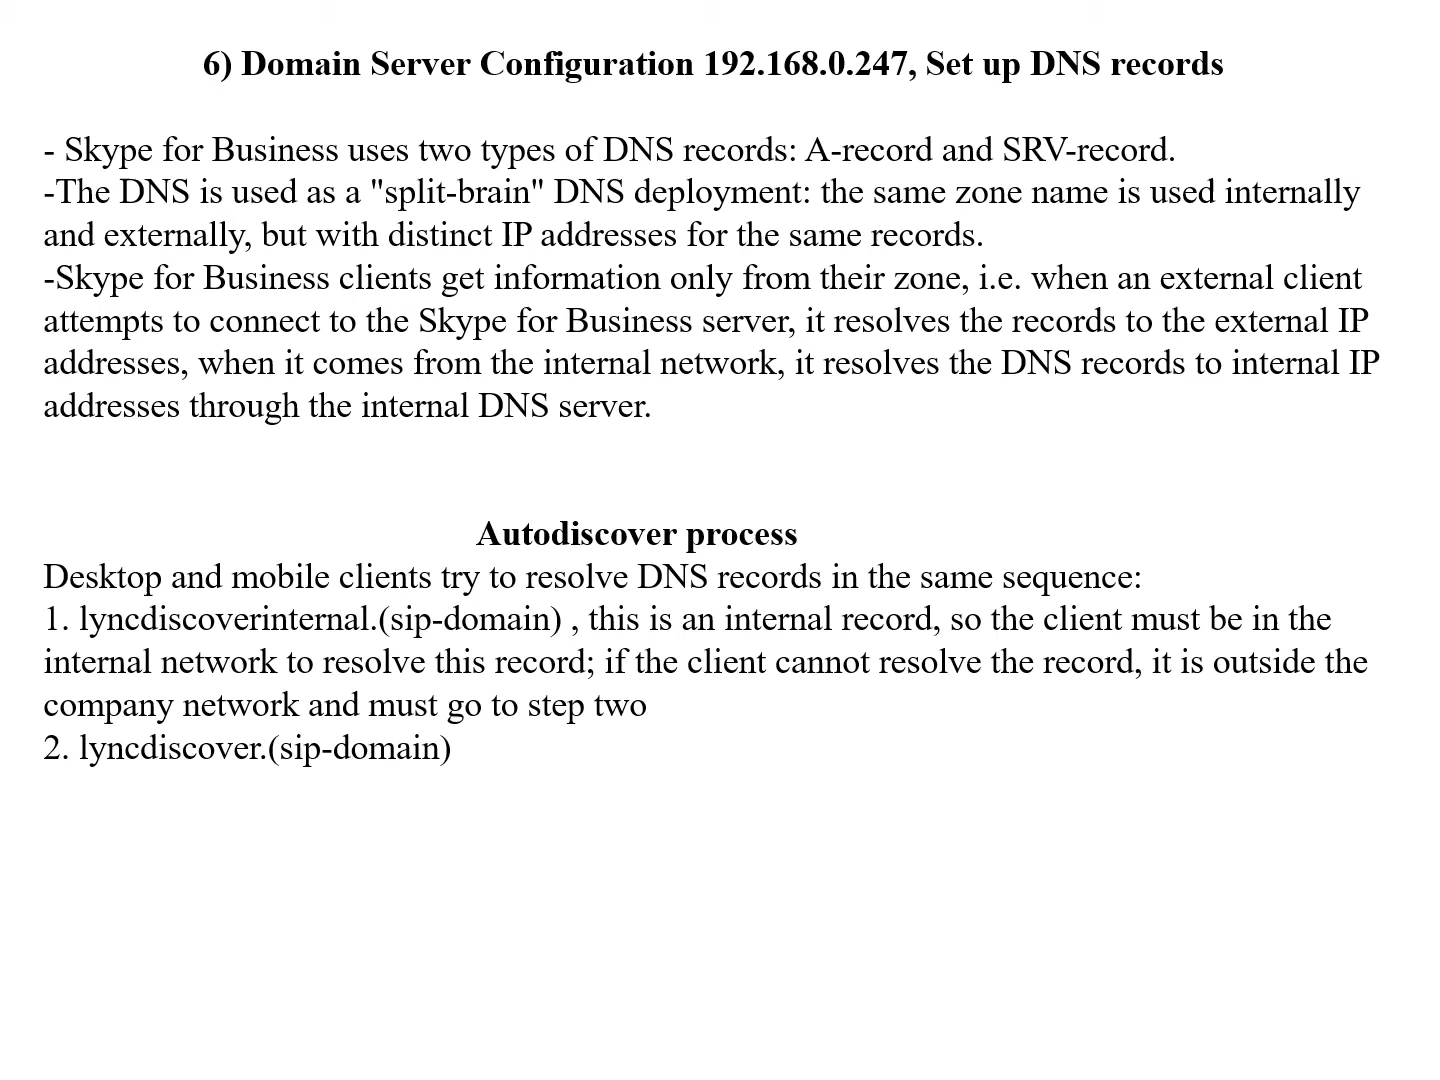 6) Domain Server Configuration 192.168.0.247, Set up DNS records
- Skype for Business uses two types of DNS records: A-record and SRV-record.
-The DNS is used as a "split-brain" DNS deployment: the same zone name is used internally
and externally, but with distinct IP addresses for the same records.
-Skype for Business clients get information only from their zone, i.e. when an external client
attempts to connect to the Skype for Business server, it resolves the records to the external IP
addresses, when it comes from the internal network, it resolves the DNS records to internal IP
addresses through the internal DNS server.
Autodiscover process
Desktop and mobile clients try to resolve DNS records in the same sequence:
1. lyncdiscoverinternal.(sip-domain) , this is an internal record, so the client must be in the
internal network to resolve this record; if the client cannot resolve the record, it is outside the
company network and must go to step two
2. lyncdiscover.(sip-domain)